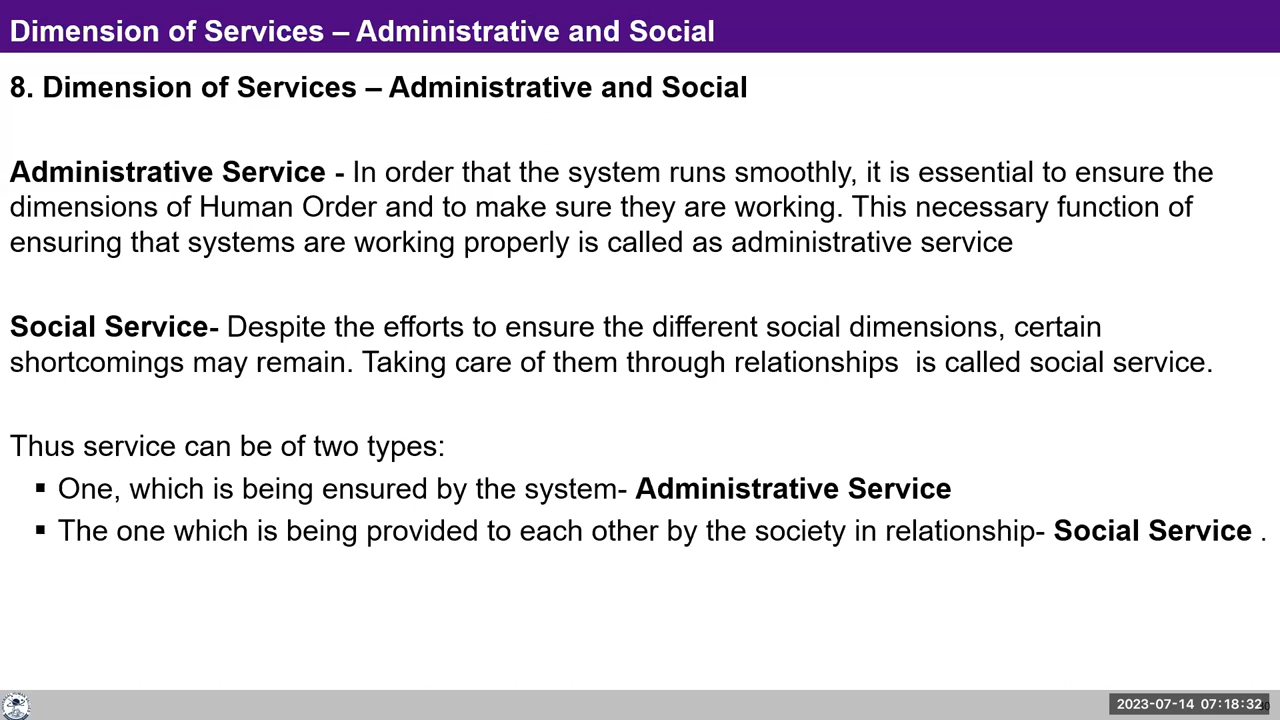 Dimension of Services – Administrative and Social
8. Dimension of Services – Administrative and Social
Administrative Service - In order that the system runs smoothly, it is essential to ensure the
dimensions of Human Order and to make sure they are working. This necessary function of
ensuring that systems are working properly is called as administrative service
Social Service- Despite the efforts to ensure the different social dimensions, certain
shortcomings may remain. Taking care of them through relationships  is called social service.
Thus service can be of two types:
▪ One, which is being ensured by the system- Administrative Service
▪ The one which is being provided to each other by the society in relationship- Social Service .
2023-07-14 07:18:32